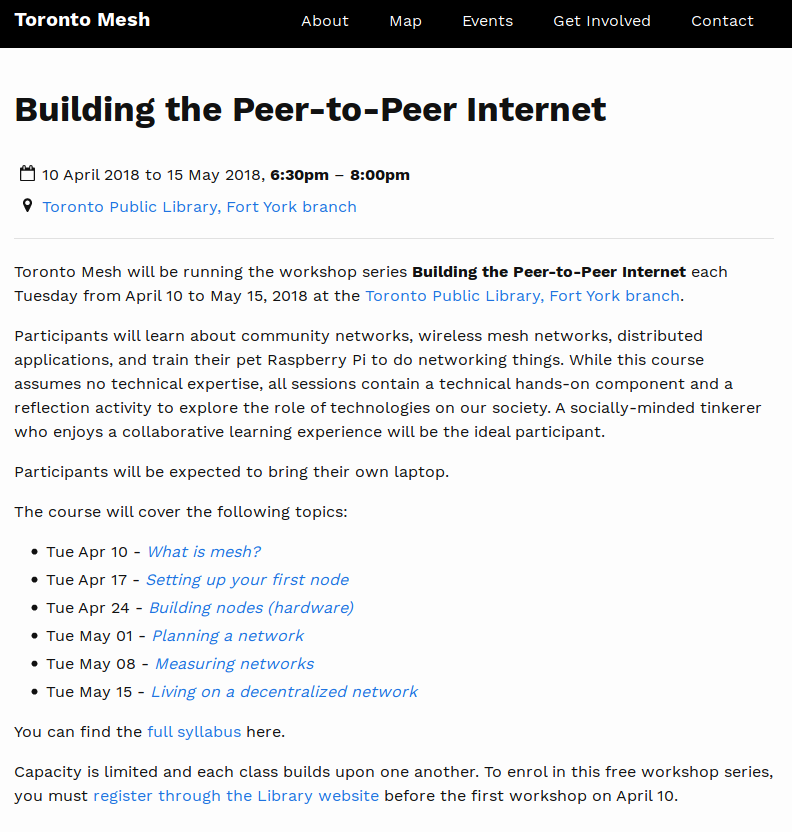 Toronto Mesh About Map Events Get Involved Contact
Building the Peer-to-Peer Internet
10 April 2018 to 15 May 2018, 6:30pm – 8:00pm
Toronto Public Library, Fort York branch
Toronto Mesh will be running the workshop series Building the Peer-to-Peer Internet each
Tuesday from April 10 to May 15, 2018 at the Toronto Public Library, Fort York branch.
Participants will learn about community networks, wireless mesh networks, distributed
applications, and train their pet Raspberry Pi to do networking things. While this course
assumes no technical expertise, all sessions contain a technical hands-on component and a
reflection activity to explore the role of technologies on our society. A socially-minded tinkerer
who enjoys a collaborative learning experience will be the ideal participant.
Participants will be expected to bring their own laptop.
The course will cover the following topics:
• Tue Apr 10 - What is mesh?
• Tue Apr 17 - Setting up your first node
• Tue Apr 24 - Building nodes (hardware)
• Tue May 01 - Planning a network
• Tue May 08 - Measuring networks
• Tue May 15 - Living on a decentralized network
You can find the full syllabus here.
Capacity is limited and each class builds upon one another. To enrol in this free workshop series,
you must register through the Library website before the first workshop on April 10.